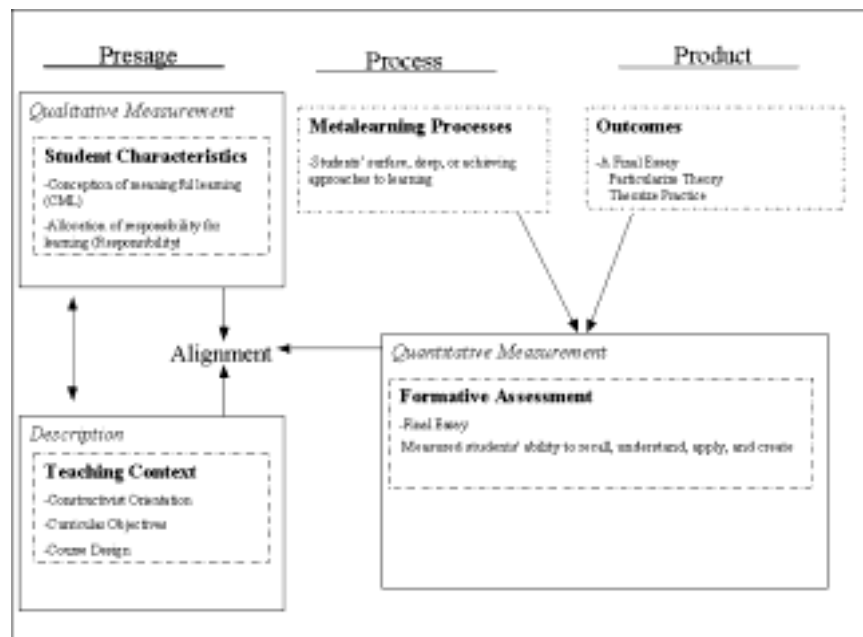 Presage
Process
Product
Qualitative Measurement
Student Characteristics
-Conception of meaningful learning
(CML)
-Allocation of responsibility for
learning (Responsibility)
Metalearning Processes
-Students' surface, deep, or achieving
approaches to learning
Outcomes
-A Final Essay
Particularize Theory
Theorize Practice
Alignment
Description
Teaching Context
-Constructivist Orientation
-Curricular Objectives
-Course Design
Quantitative Measurement
Formative Assessment
-Final Essay
Measured students' ability to recall, understand, apply, and create